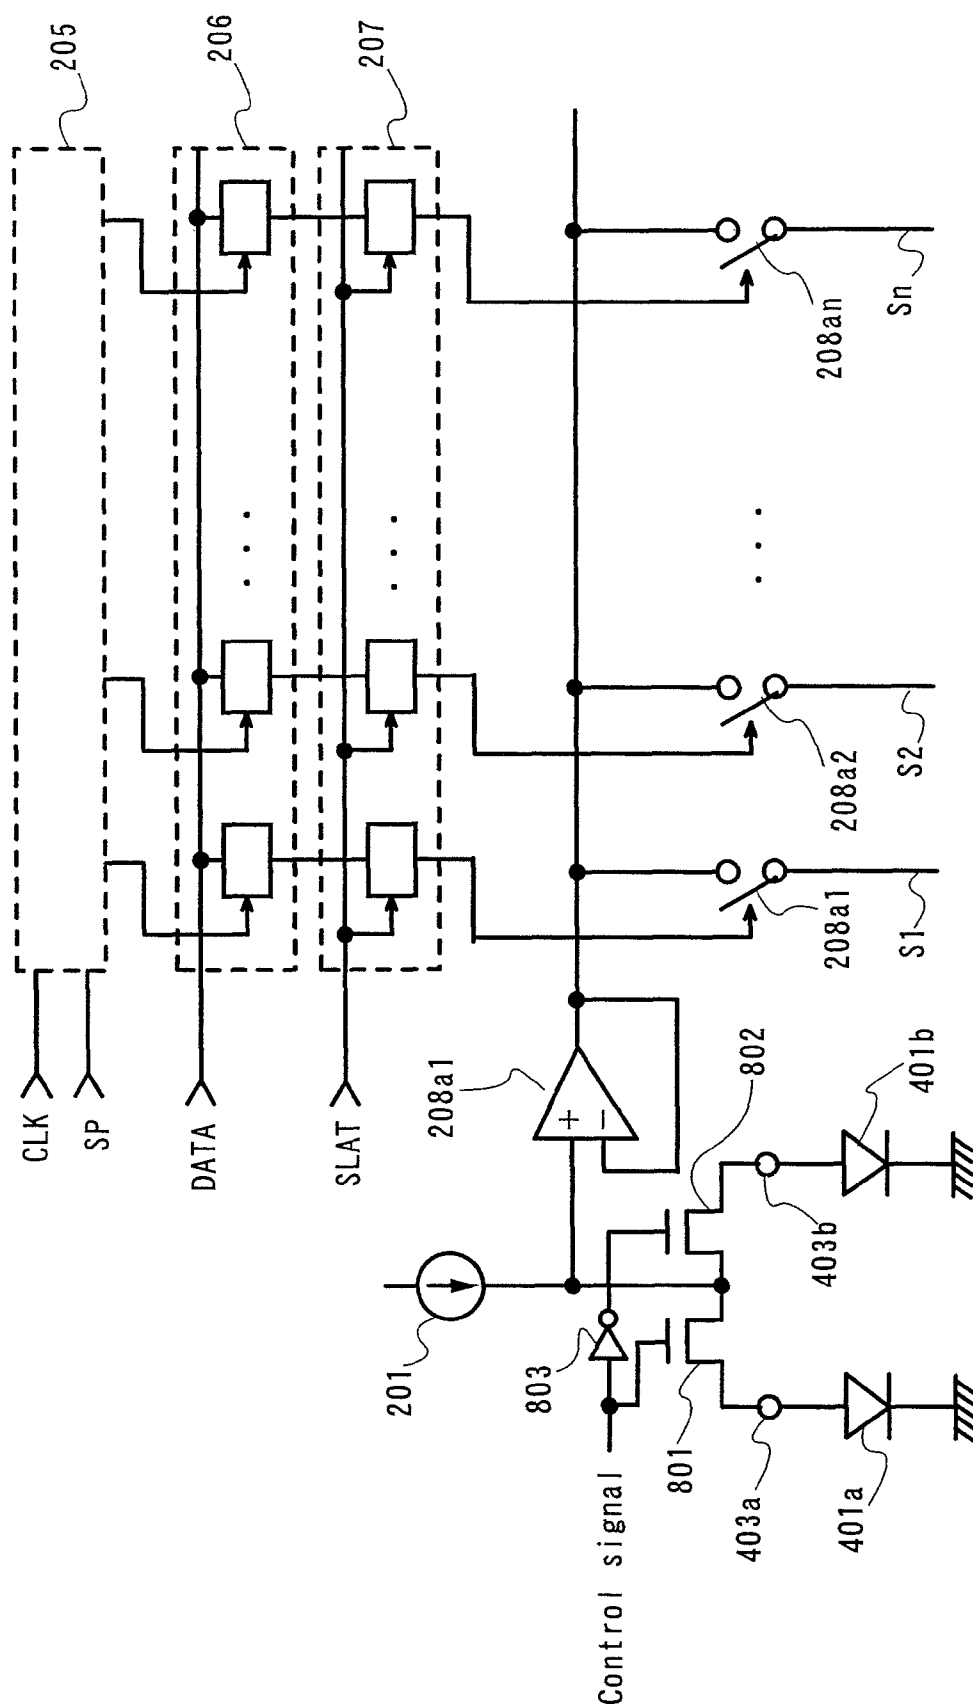 205
206
207
CLK
SP
DATA
SLAT
208a1
201
803
Control signal
801
802
403a
403b
401a
401b
208a1
208a2
208an
S1
S2
Sn